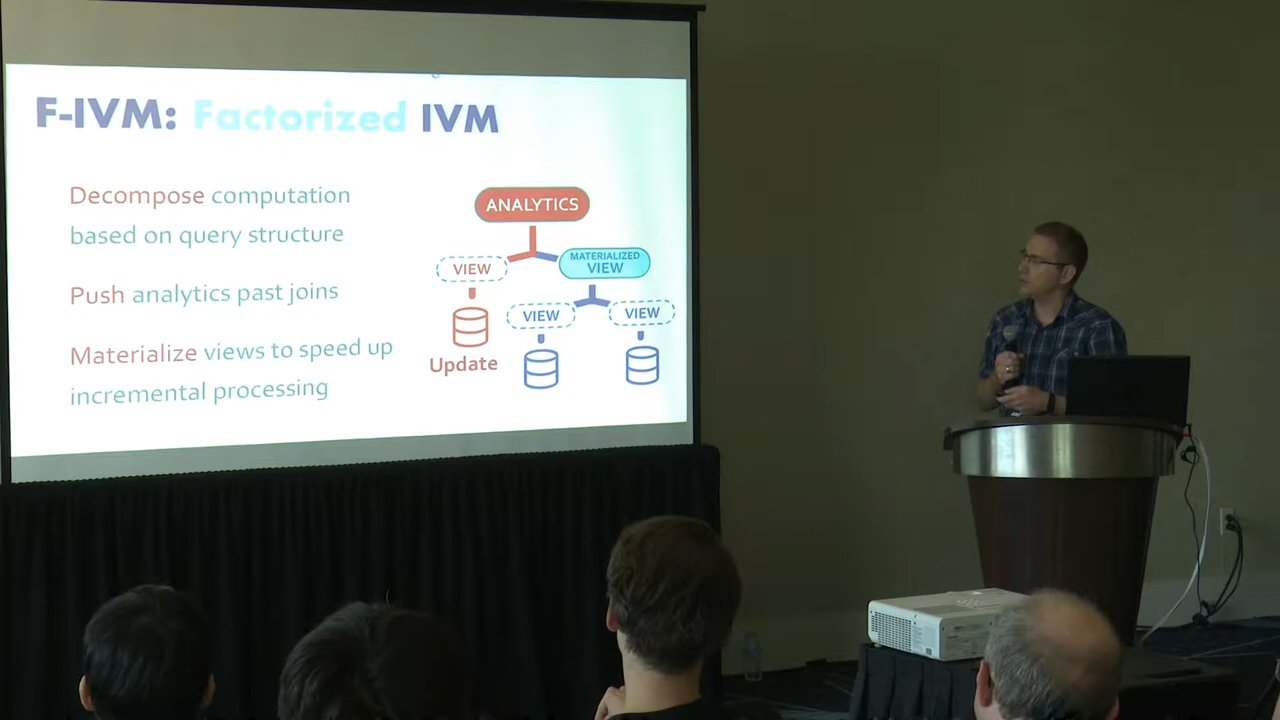 F-IVM: Factorized IVM
Decompose computation
based on query structure
Push analytics past joins
Materialize views to speed up
incremental processing
ANALYTICS
VIEW
MATERIALIZED
VIEW
VIEW
VIEW
Update